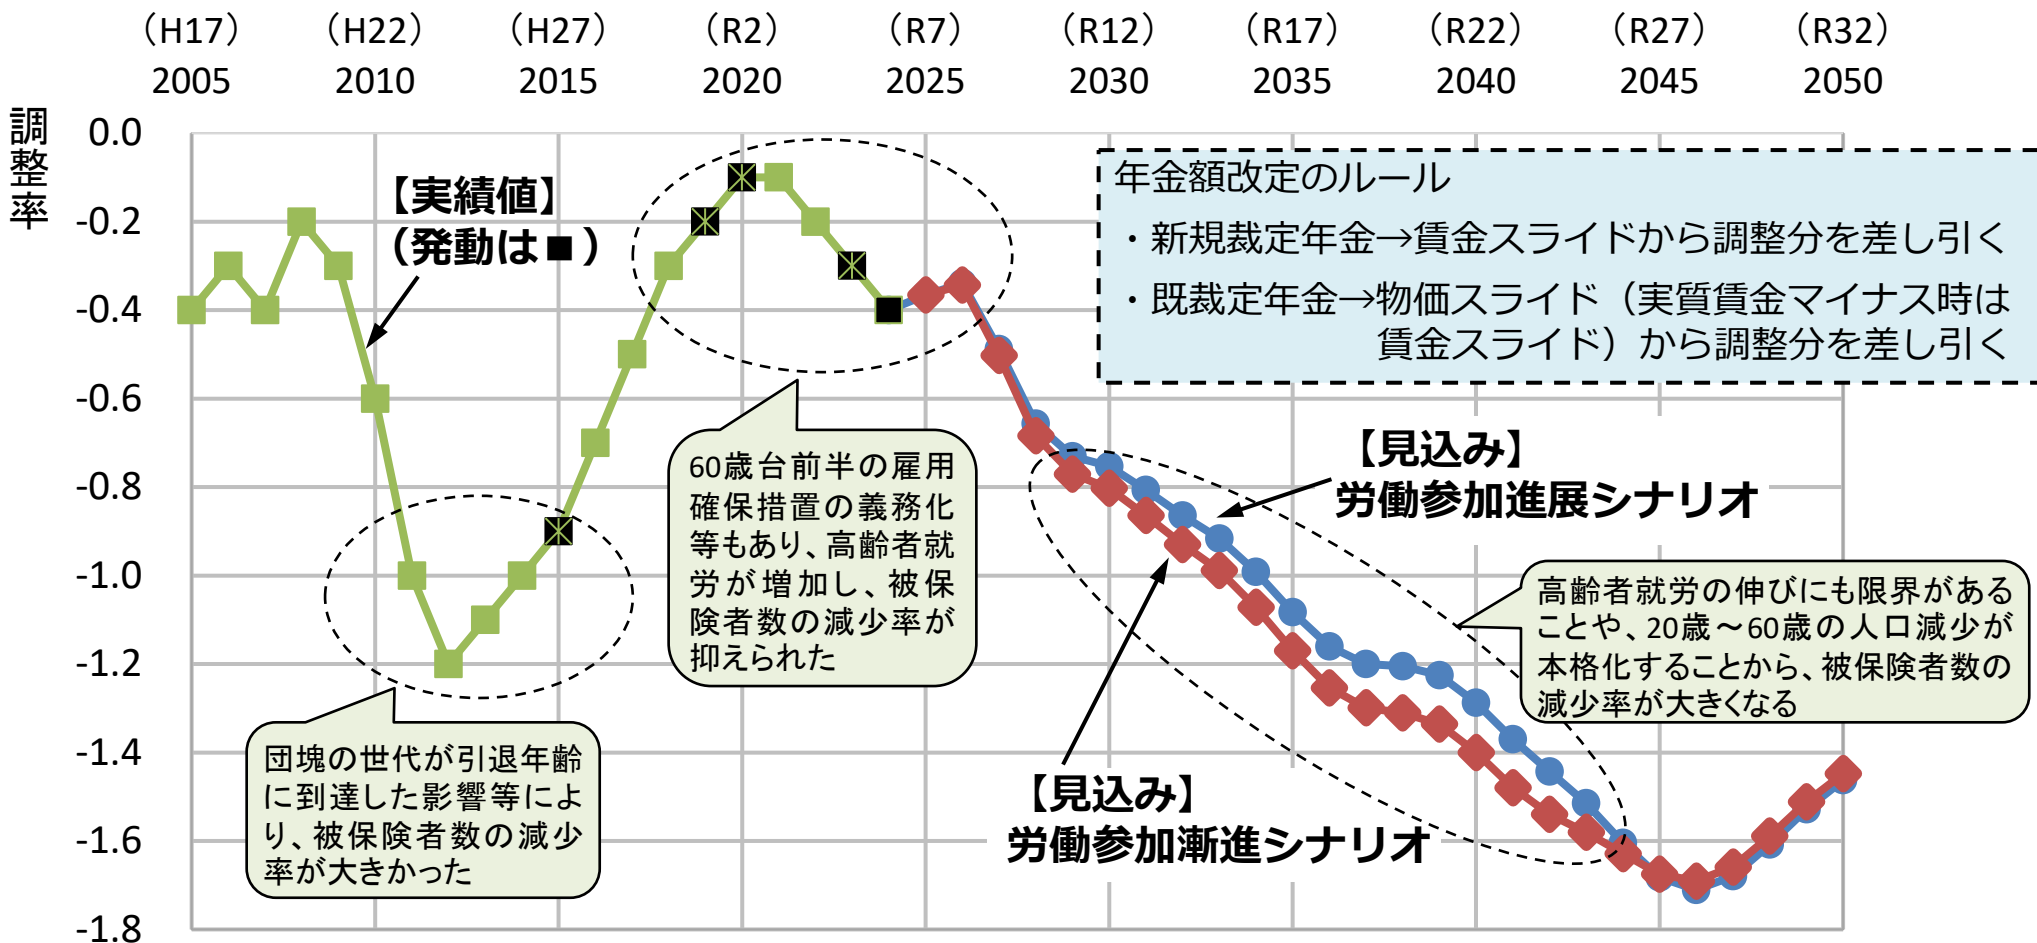 （H17） （H22） （H27） （R2） （R7） （R12） （R17） （R22） （R27） （R32）
2005 2010 2015 2020 2025 2030 2035 2040 2045 2050
調整率
0.0
-0.2
-0.4
-0.6
-0.8
-1.0
-1.2
-1.4
-1.6
-1.8
【実績値】
（発動は■）
年金額改定のルール
・新規裁定年金→賃金スライドから調整分を差し引く
・既裁定年金→物価スライド（実質賃金マイナス時は
賃金スライド）から調整分を差し引く
60歳台前半の雇用
確保措置の義務化
等もあり、高齢者就
労が増加し、被保
険者数の減少率が
抑えられた
【見込み】
労働参加進展シナリオ
高齢者就労の伸びにも限界がある
ことや、20歳～60歳の人口減少が
本格化することから、被保険者数の
減少率が大きくなる
団塊の世代が引退年齢
に到達した影響等によ
り、被保険者数の減少
率が大きかった
【見込み】
労働参加漸進シナリオ